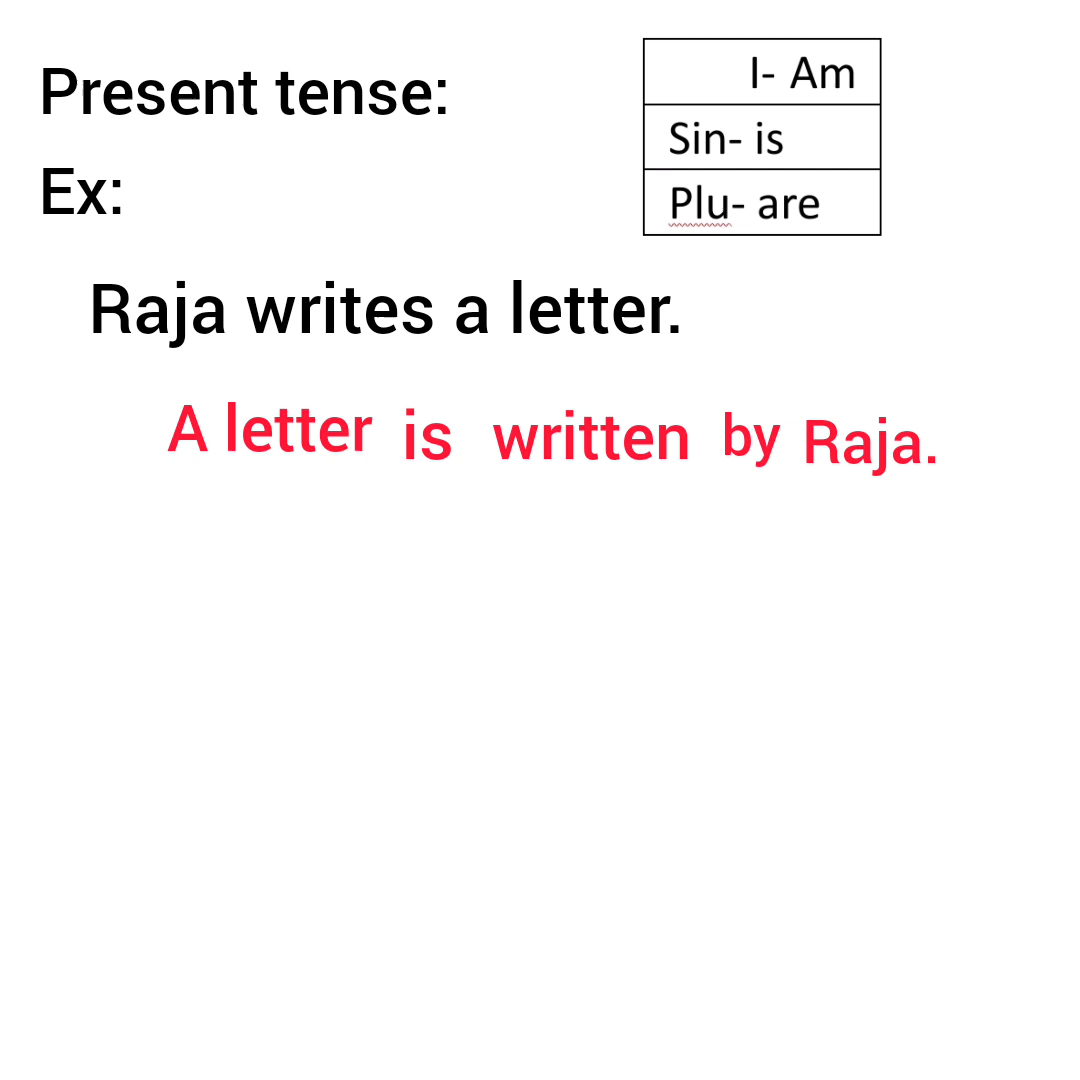 Present tense:
I- Am
Sin- is
Ex:
Plu- are
Raja writes a letter.
A letter is written by Raja.